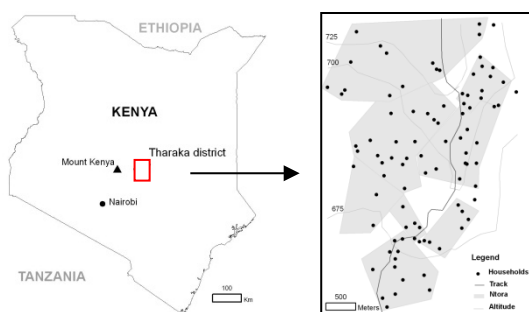 ETHIOPIA
KENYA
Tharaka district
Mount Kenya
Nairobi
TANZANIA
100
Km
725
700
675
500
Meters
Legend
Households
Track
Ntora
Altitude